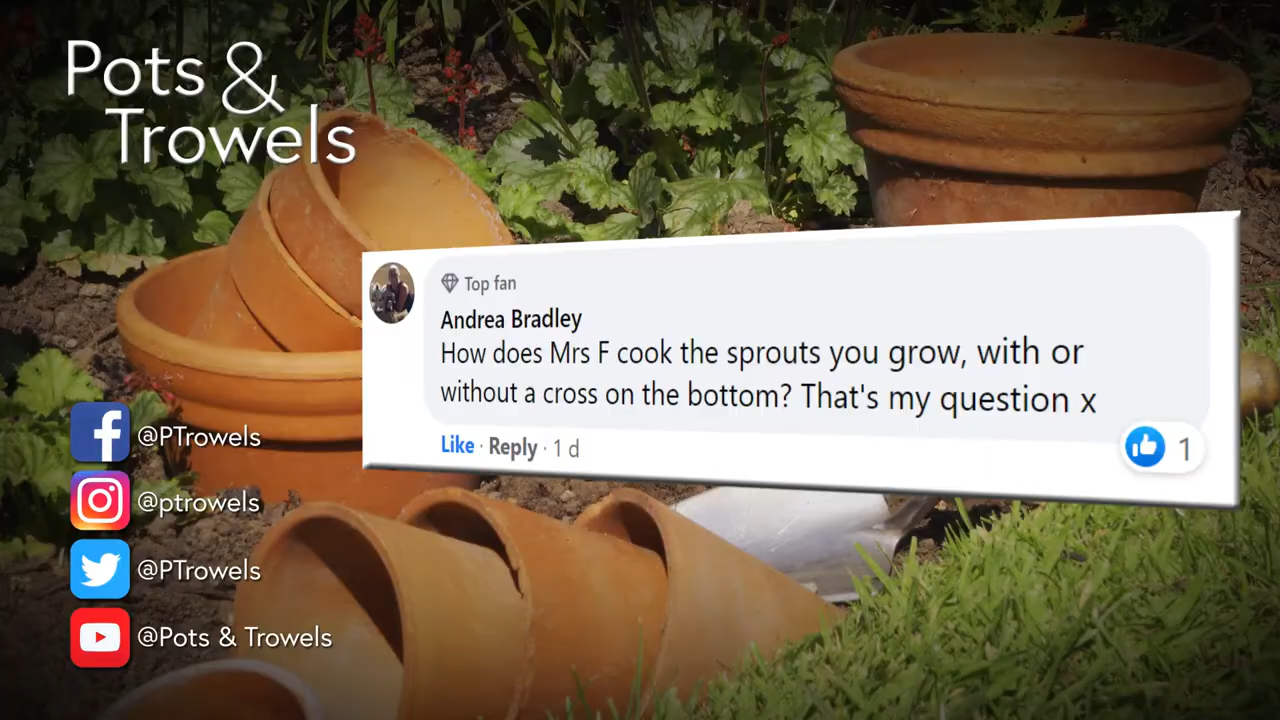 Pots &
Trowels
Top fan
Andrea Bradley
How does Mrs F cook the sprouts you grow, with or
without a cross on the bottom? That's my question x
Like · Reply · 1 d
1
@PTrowels
@ptrowels
@PTrowels
@Pots & Trowels